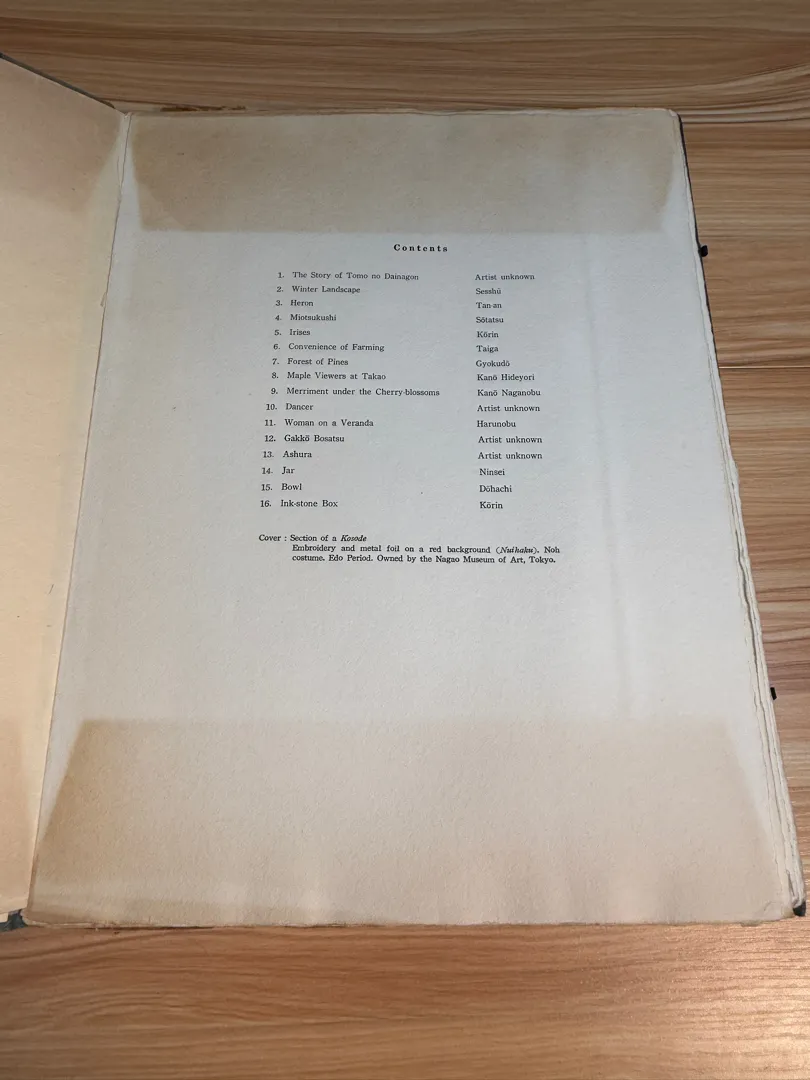 Contents
1. The Story of Tomo no Dainagon Artist unknown
2. Winter Landscape Sesshū
3. Heron Tan-an
4. Miotsukushi Sōtatsu
5. Irises Kōrin
6. Convenience of Farming Taiga
7. Forest of Pines Gyokudō
8. Maple Viewers at Takao Kanō Hideyori
9. Merriment under the Cherry-blossoms Kanō Naganobu
10. Dancer Artist unknown
11. Woman on a Veranda Harunobu
12. Gakkō Bosatsu Artist unknown
13. Ashura Artist unknown
14. Jar Ninsei
15. Bowl Dōhachi
16. Ink-stone Box Kōrin
Cover : Section of a Kosode
Embroidery and metal foil on a red background (Nuihaku). Noh
costume. Edo Period. Owned by the Nagao Museum of Art, Tokyo.